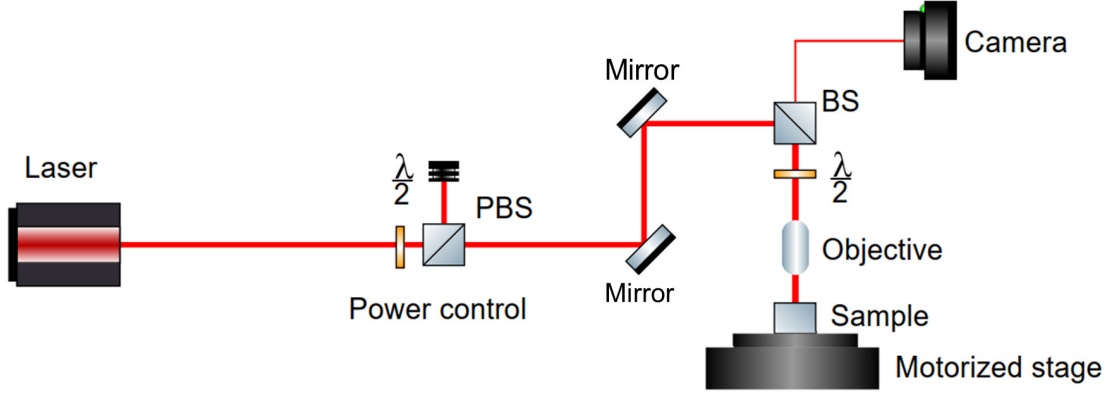 Camera
Mirror
BS
λ/2
Laser
λ/2
PBS
Objective
Mirror
Power control
Sample
Motorized stage